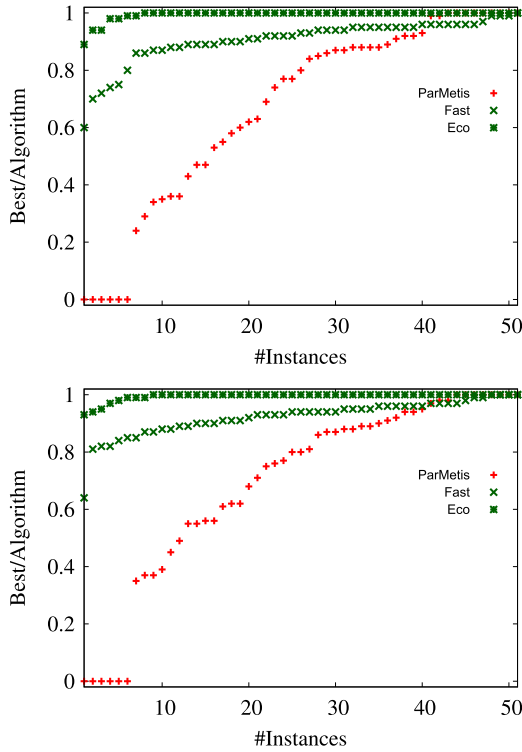 1
0.8
0.6
0.4
0.2
0
Best/Algorithm
ParMetis
Fast
Eco
10 20 30 40 50
#Instances
1
0.8
0.6
0.4
0.2
0
Best/Algorithm
ParMetis
Fast
Eco
10 20 30 40 50
#Instances